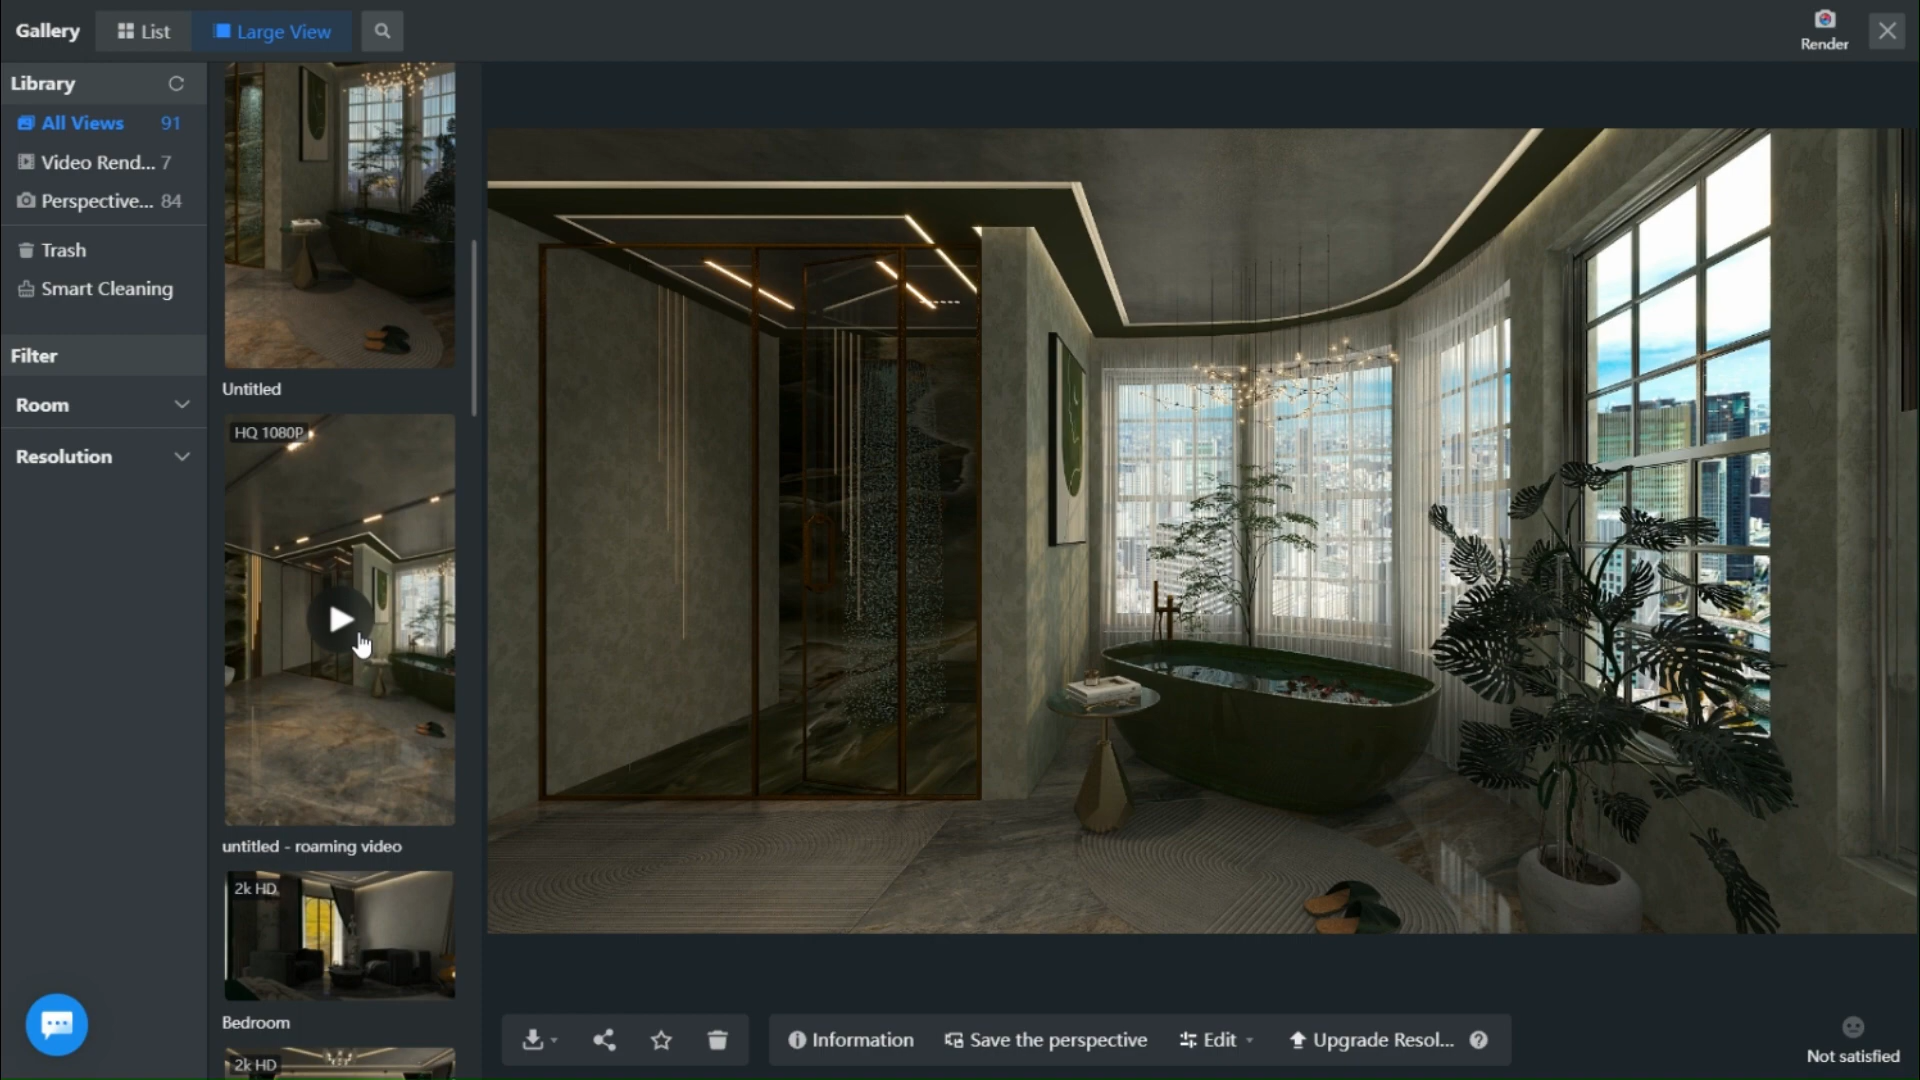 Gallery
List
Large View
Render
Library
All Views 91
Video Rend... 7
Perspective... 84
Trash
Smart Cleaning
Filter
Room
Resolution
Untitled
HQ 1080P
untitled - roaming video
2k HD
Bedroom
2k HD
Information
Save the perspective
Edit
Upgrade Resol...
?
Not satisfied